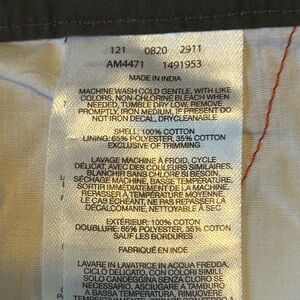 121 0820 2911
AM4471 1491953
MADE IN INDIA
MACHINE WASH COLD GENTLE, WITH LIKE
COLORS, NON-CHLORINE BLEACH WHEN
NEEDED, TUMBLE DRY LOW, REMOVE
PROMPTLY, IRON MEDIUM, IF PRESENT DO
NOT IRON DECAL, DRYCLEANABLE
SHELL: 100% COTTON
LINING: 65% POLYESTER, 35% COTTON
EXCLUSIVE OF TRIMMING
LAVAGE MACHINE À FROID, CYCLE
DÉLICAT, AVEC DES COULEURS SIMILAIRES,
BLANCHIR SANS CHLORE SI BESOIN,
SÉCHAGE MACHINE, BASSE TEMPÉRATURE,
SORTIR IMMÉDIATEMENT DE LA MACHINE,
REPASSER À TEMPÉRATURE MOYENNE,
LE CAS ÉCHÉANT, NE PAS REPASSER LA
DÉCALCOMANIE, NETTOYABLE À SEC
EXTÉRIEUR: 100% COTON
DOUBLURE: 65% POLYESTER, 35% COTON
SAUF LES BORDURES
FABRIQUÉ EN INDE
LAVARE IN LAVATRICE IN ACQUA FREDDA,
CICLO DELICATO, CON COLORI SIMILI,
SOLO CANDEGGINA SENZA CLORO SE
NECESSARIO, ASCIUGARE A TAMBURO